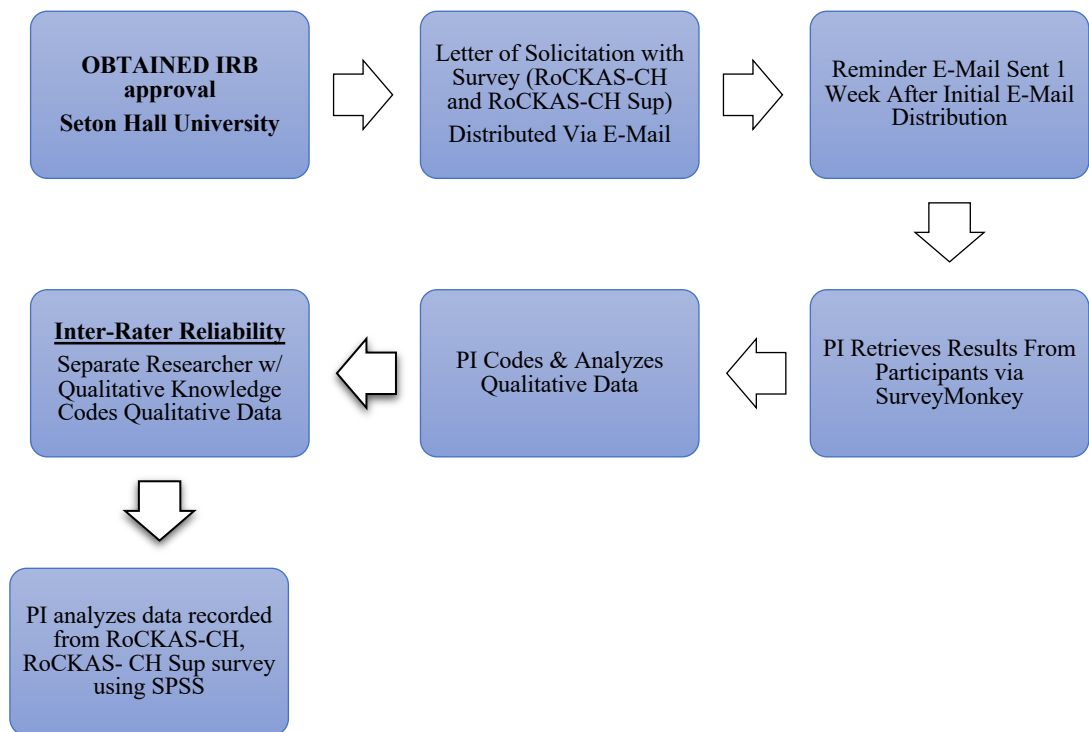 OBTAINED IRB
approval
Seton Hall University
Letter of Solicitation with
Survey (RoCKAS-CH
and RoCKAS-CH Sup)
Distributed Via E-Mail
Reminder E-Mail Sent 1
Week After Initial E-Mail
Distribution
PI Retrieves Results From
Participants via
SurveyMonkey
PI Codes & Analyzes
Qualitative Data
Inter-Rater Reliability
Separate Researcher w/
Qualitative Knowledge
Codes Qualitative Data
PI analyzes data recorded
from RoCKAS-CH,
RoCKAS- CH Sup survey
using SPSS